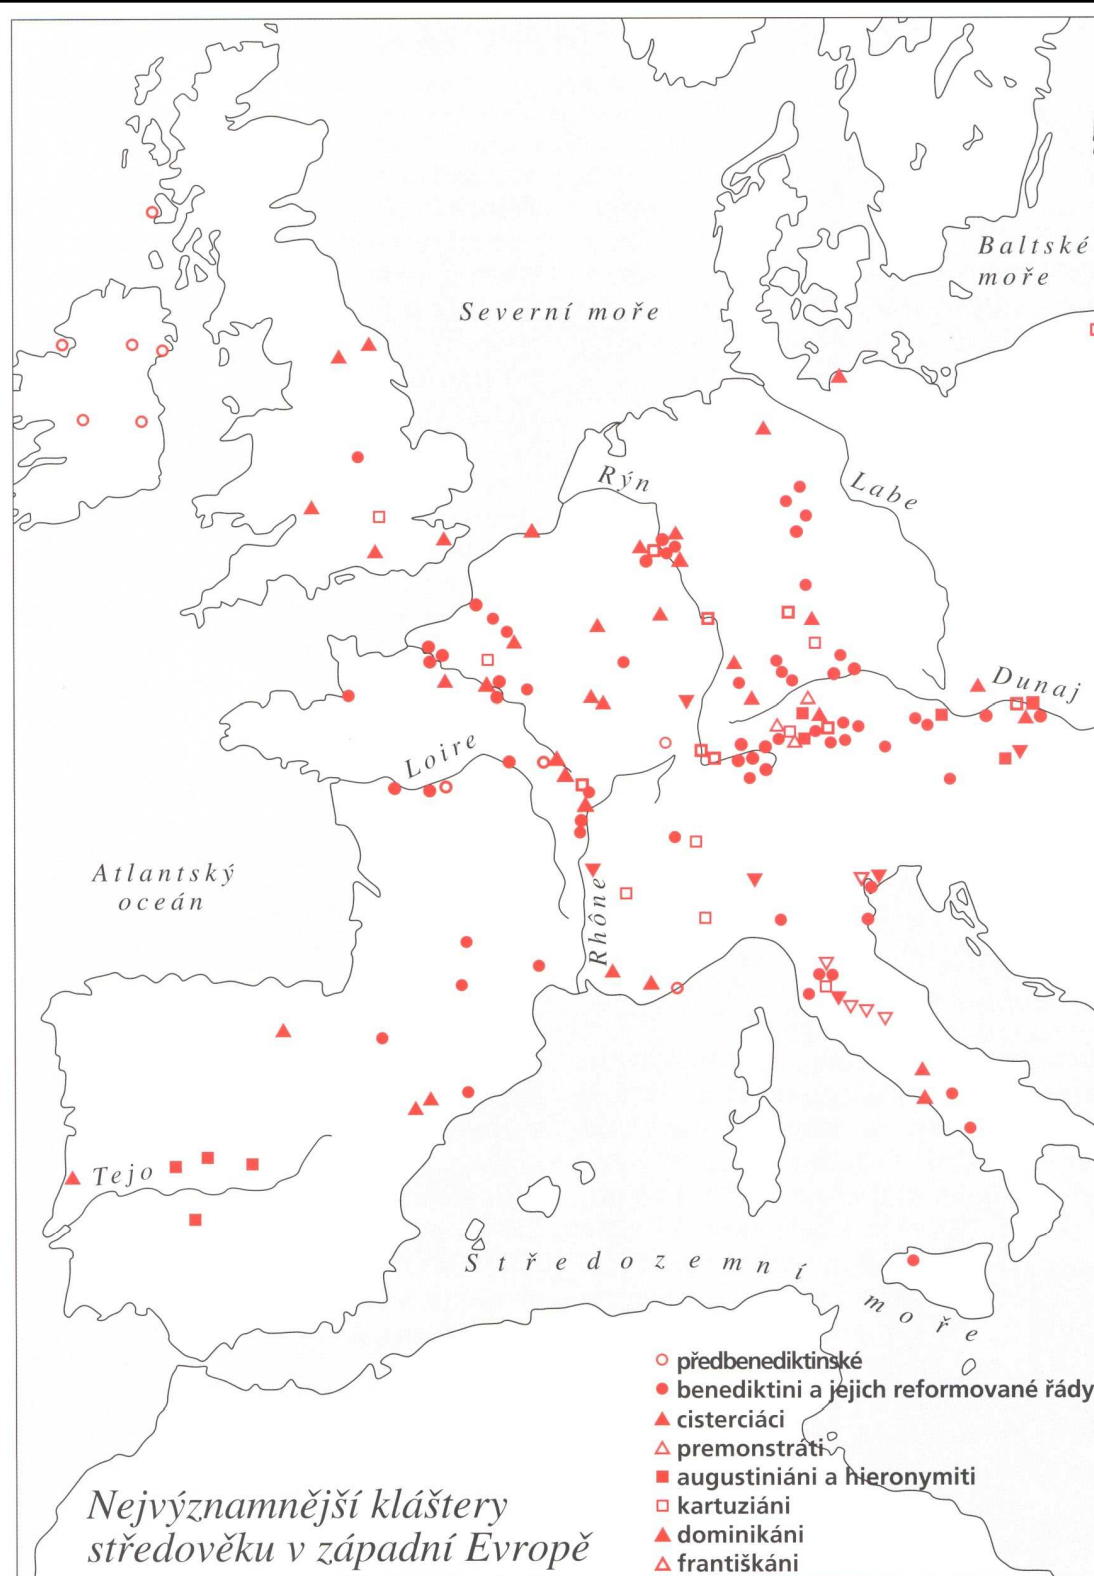 Baltské
moře
Severní moře
Rýn
Labe
Dunaj
Loire
Atlantský
oceán
Rhône
Tejo
Středozemní
moře
předbenediktinské
benediktini a jejich reformované řády
cisterciáci
premonstráti
augustiniáni a hieronymiti
kartuziáni
dominikáni
františkáni
Nejvýznamnější kláštery
středověku v západní Evropě